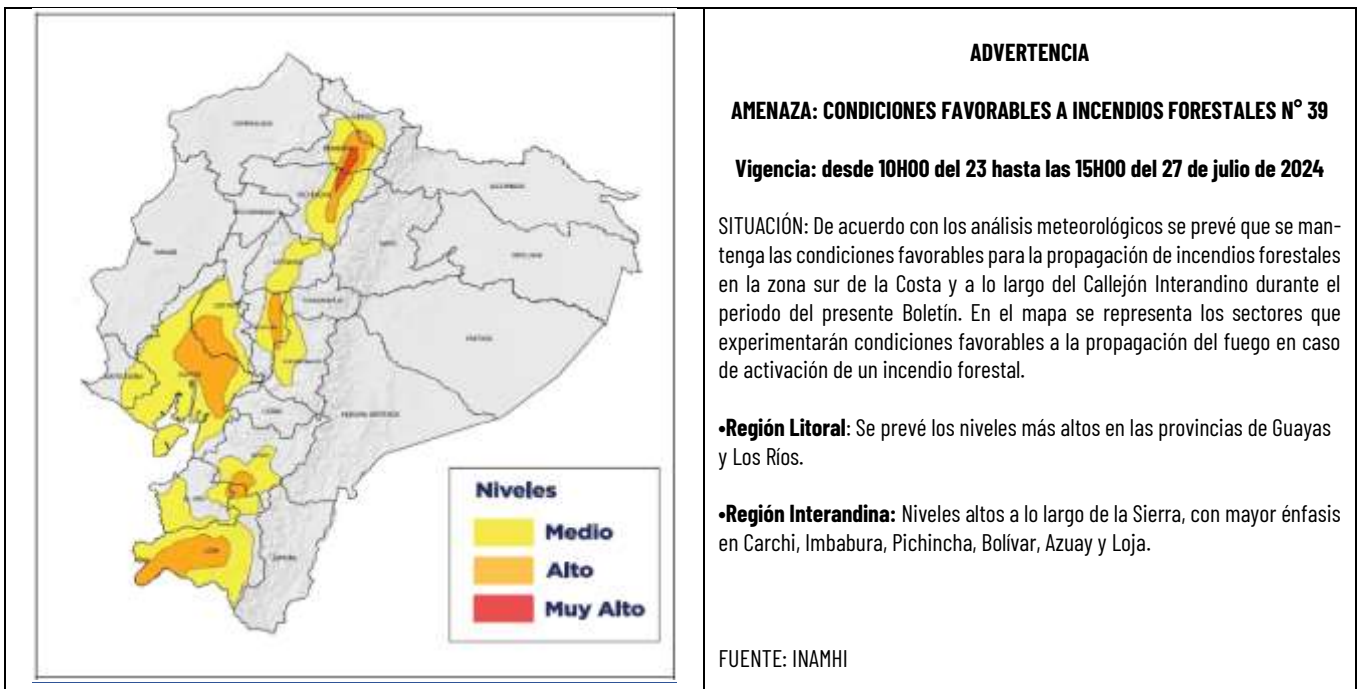 Niveles
Medio
Alto
Muy Alto
ADVERTENCIA
AMENAZA: CONDICIONES FAVORABLES A INCENDIOS FORESTALES N° 39
Vigencia: desde 10H00 del 23 hasta las 15H00 del 27 de julio de 2024
SITUACIÓN: De acuerdo con los análisis meteorológicos se prevé que se man-
tenga las condiciones favorables para la propagación de incendios forestales
en la zona sur de la Costa y a lo largo del Callejón Interandino durante el
periodo del presente Boletín. En el mapa se representa los sectores que
experimentarán condiciones favorables a la propagación del fuego en caso
de activación de un incendio forestal.
•Región Litoral: Se prevé los niveles más altos en las provincias de Guayas
y Los Ríos.
•Región Interandina: Niveles altos a lo largo de la Sierra, con mayor énfasis
en Carchi, Imbabura, Pichincha, Bolívar, Azuay y Loja.
FUENTE: INAMHI